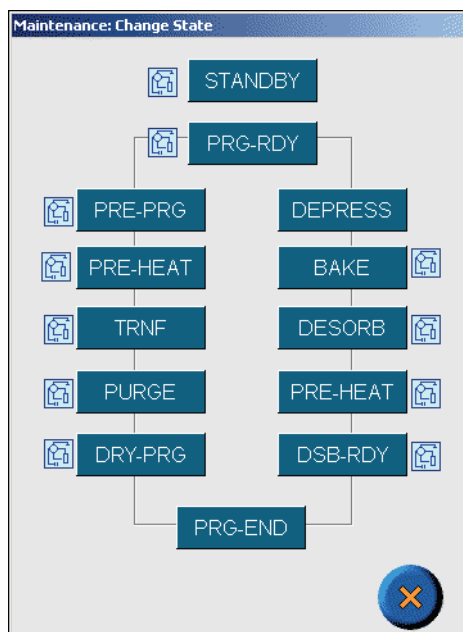 Maintenance: Change State
STANDBY
PRG-RDY
PRE-PRG
DEPRESS
PRE-HEAT
BAKE
TRNF
DESORB
PURGE
PRE-HEAT
DRY-PRG
DSB-RDY
PRG-END